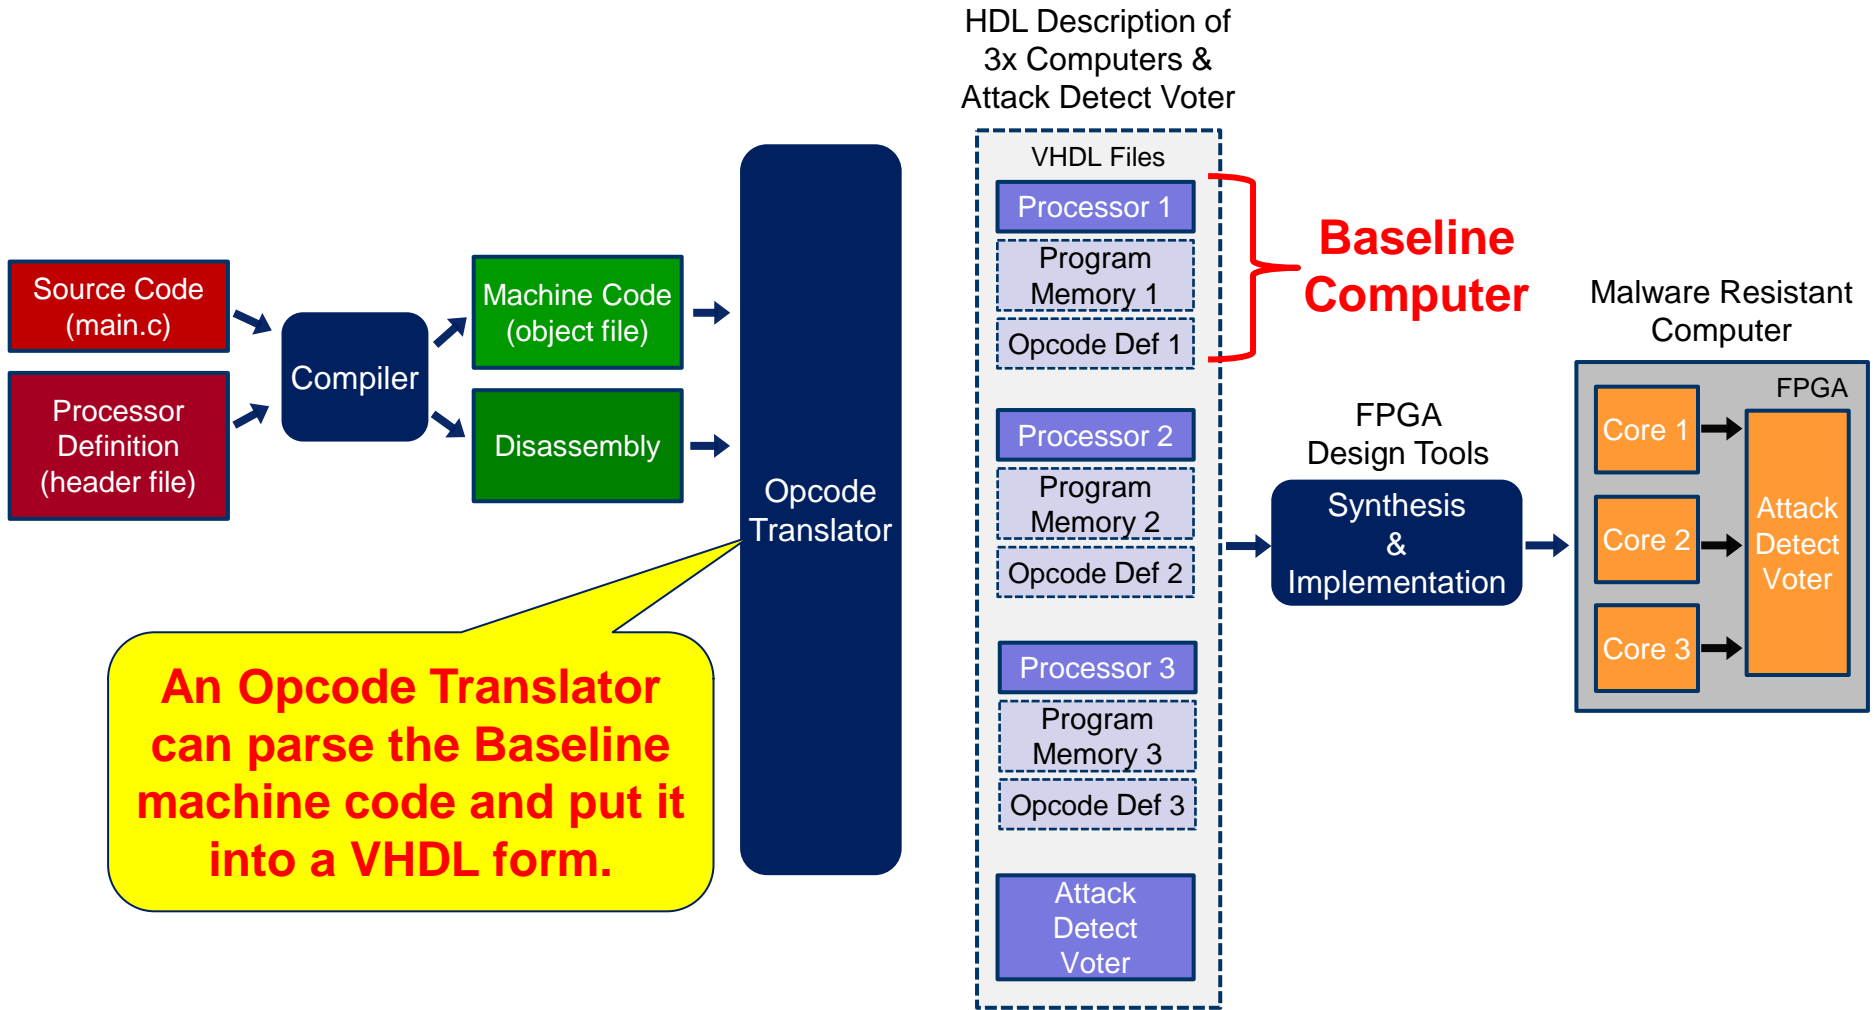 HDL Description of
3x Computers &
Attack Detect Voter
Source Code
(main.c)
Processor
Definition
(header file)
Compiler
Machine Code
(object file)
Disassembly
Opcode
Translator
An Opcode Translator
can parse the Baseline
machine code and put it
into a VHDL form.
VHDL Files
Processor 1
Program
Memory 1
Opcode Def 1
Processor 2
Program
Memory 2
Opcode Def 2
Processor 3
Program
Memory 3
Opcode Def 3
Attack
Detect
Voter
Baseline
Computer
FPGA
Design Tools
Synthesis
&
Implementation
Malware Resistant
Computer
FPGA
Core 1
Core 2
Core 3
Attack
Detect
Voter